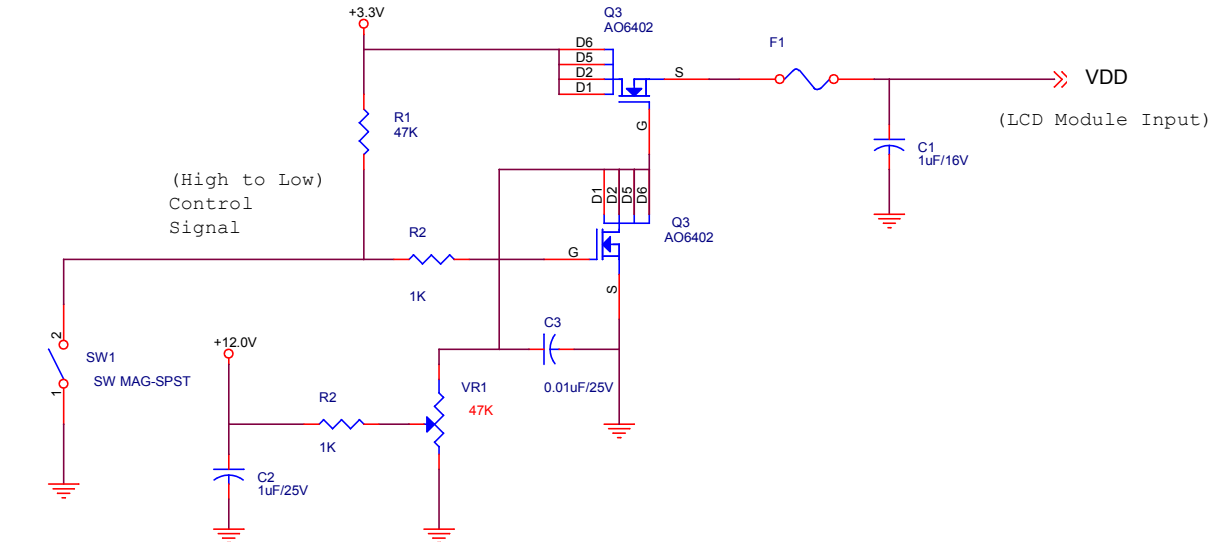 +3.3V
Q3
AO6402
D6
D5
D2
D1
S
G
F1
VDD
(LCD Module Input)
R1
47K
C1
1uF/16V
(High to Low)
Control
Signal
D1
D2
D5
D6
Q3
AO6402
R2
1K
G
S
C3
0.01uF/25V
2
SW1
SW MAG-SPST
1
+12.0V
R2
1K
VR1
47K
C2
1uF/25V